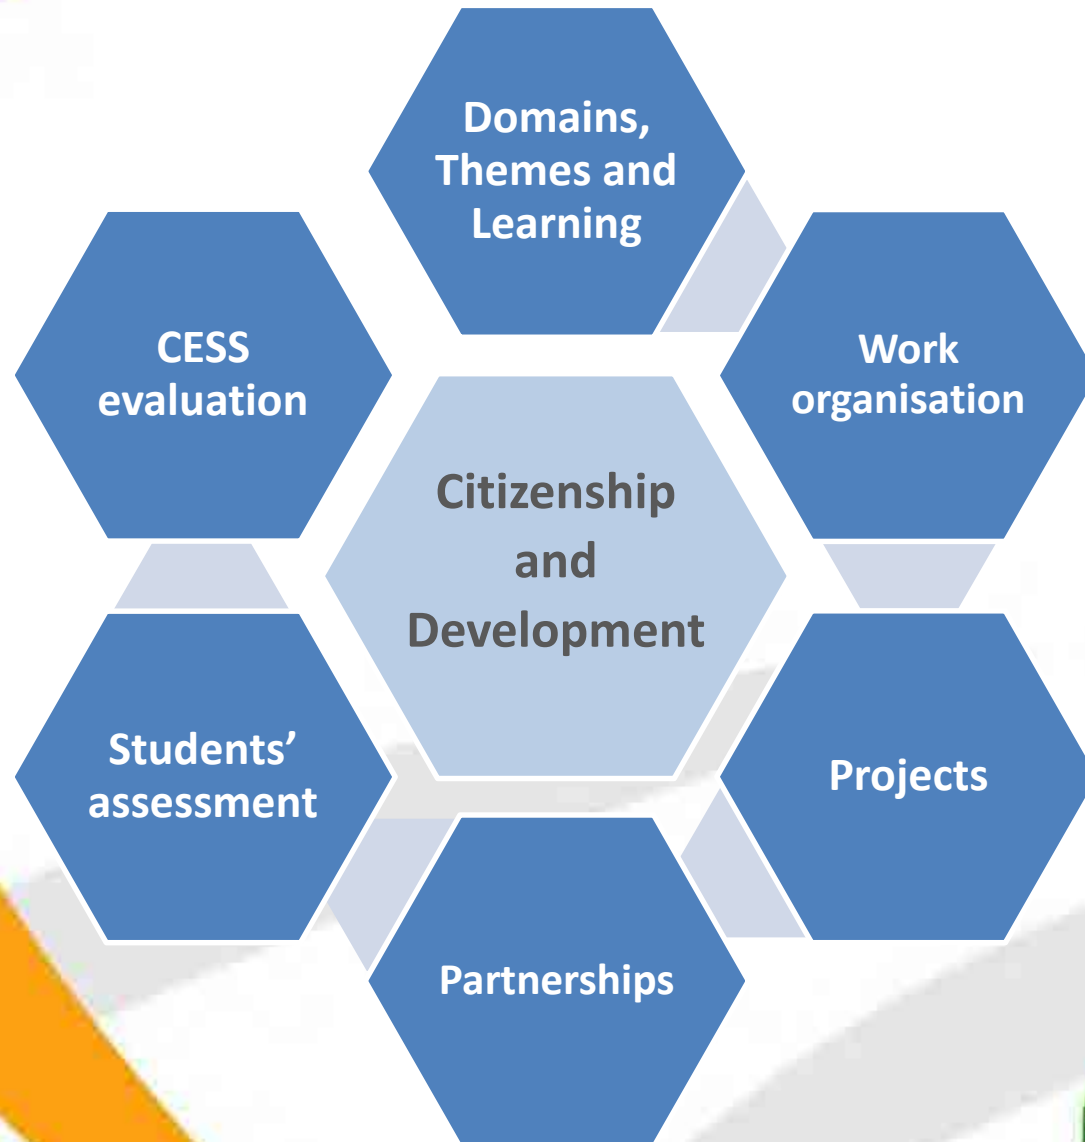 Domains,
Themes and
Learning
Work
organisation
Projects
Partnerships
Students’
assessment
CESS
evaluation
Citizenship
and
Development